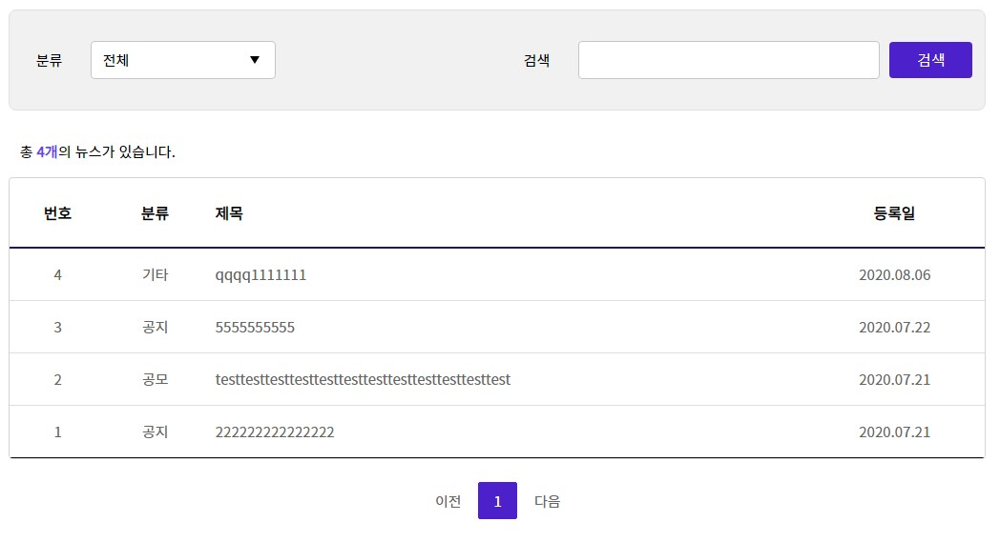 분류 전체 검색 검색
총 4개의 뉴스가 있습니다.
번호 분류 제목 등록일
4 기타 qqqq1111111 2020.08.06
3 공지 5555555555 2020.07.22
2 공모 testtesttesttesttesttesttesttesttesttesttesttest 2020.07.21
1 공지 222222222222222 2020.07.21
이전 1 다음